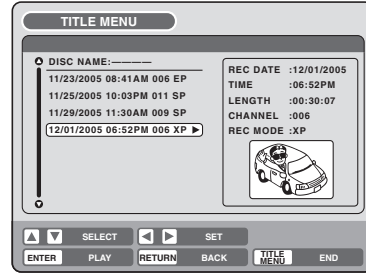 TITLE MENU
DISC NAME:————
11/23/2005 08:41AM 006 EP
11/25/2005 10:03PM 011 SP
11/29/2005 11:30AM 009 SP
12/01/2005 06:52PM 006 XP ▶
REC DATE :12/01/2005
TIME :06:52PM
LENGTH :00:30:07
CHANNEL :006
REC MODE :XP
▲ ▼ SELECT ◀ ▶ SET
ENTER PLAY RETURN BACK TITLE MENU END